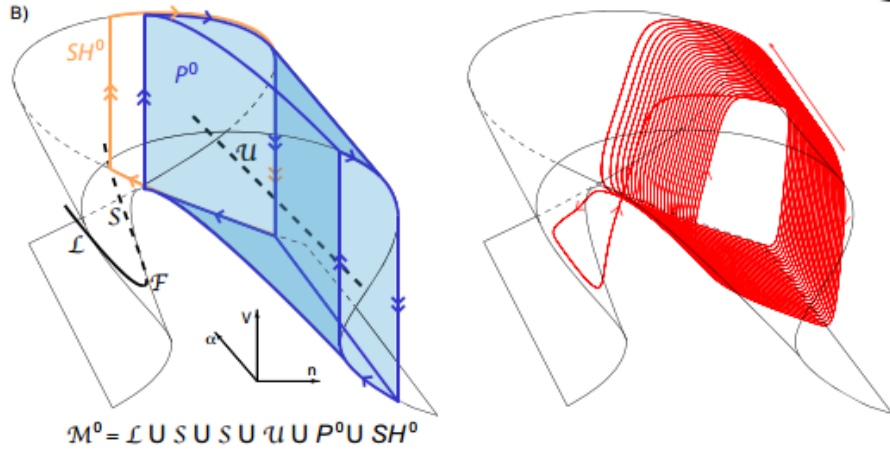 B)
SH⁰
P⁰
𝒰
S
ℒ
ℱ
V
α
n
ℳ⁰ = ℒ U S U S U 𝒰 U P⁰ U SH⁰